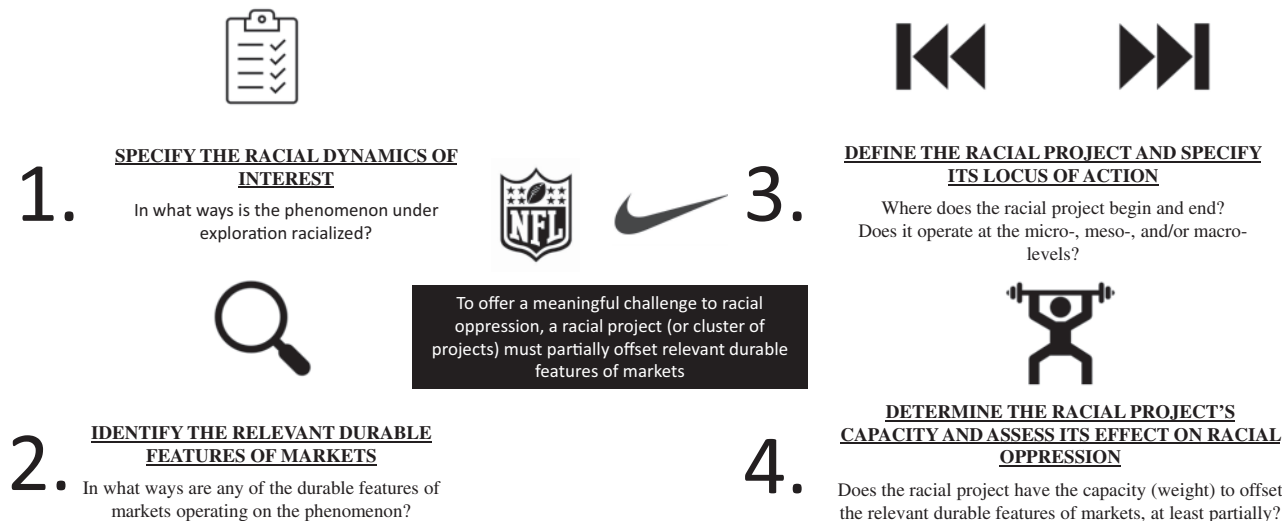 1.
SPECIFY THE RACIAL DYNAMICS OF
INTEREST
In what ways is the phenomenon under
exploration racialized?
2.
IDENTIFY THE RELEVANT DURABLE
FEATURES OF MARKETS
In what ways are any of the durable features of
markets operating on the phenomenon?
NFL
To offer a meaningful challenge to racial
oppression, a racial project (or cluster of
projects) must partially offset relevant durable
features of markets
3.
DEFINE THE RACIAL PROJECT AND SPECIFY
ITS LOCUS OF ACTION
Where does the racial project begin and end?
Does it operate at the micro-, meso-, and/or macro-
levels?
4.
DETERMINE THE RACIAL PROJECT'S
CAPACITY AND ASSESS ITS EFFECT ON RACIAL
OPPRESSION
Does the racial project have the capacity (weight) to offset
the relevant durable features of markets, at least partially?